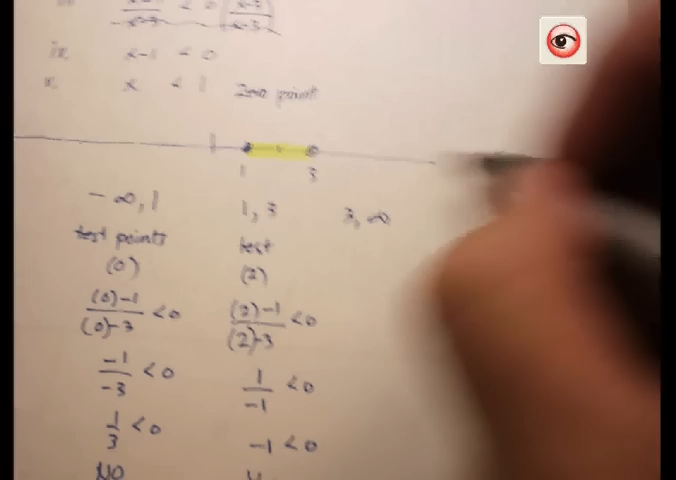 x-1 < 0
x < 1 Zero point
1 3
- ∞, 1 1, 3 3, ∞
test points test
(0) (2)
(0)-1/(0)-3 < 0 (2)-1/(2)-3 < 0
-1/-3 < 0 1/-1 < 0
1/3 < 0 -1 < 0
NO